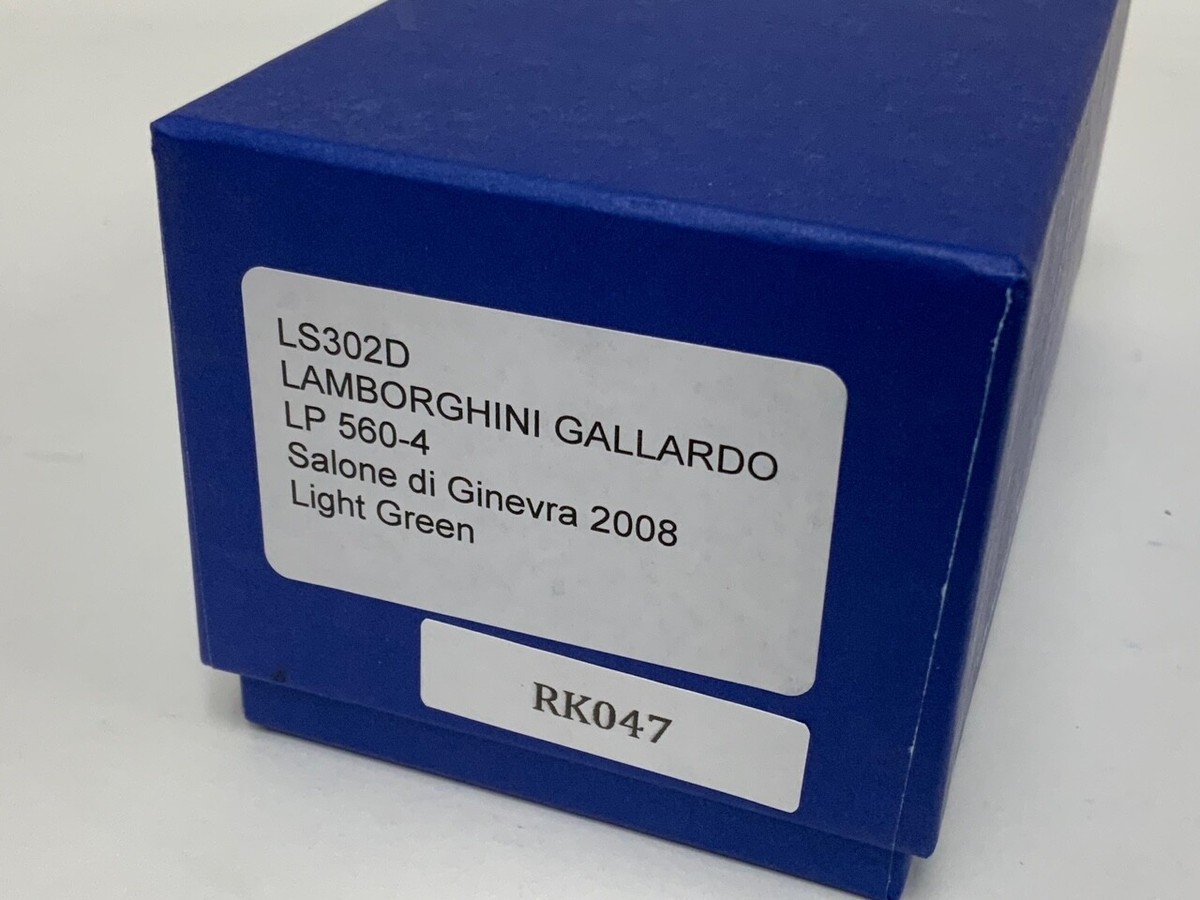 LS302D
LAMBORGHINI GALLARDO
LP 560-4
Salone di Ginevra 2008
Light Green
RK047